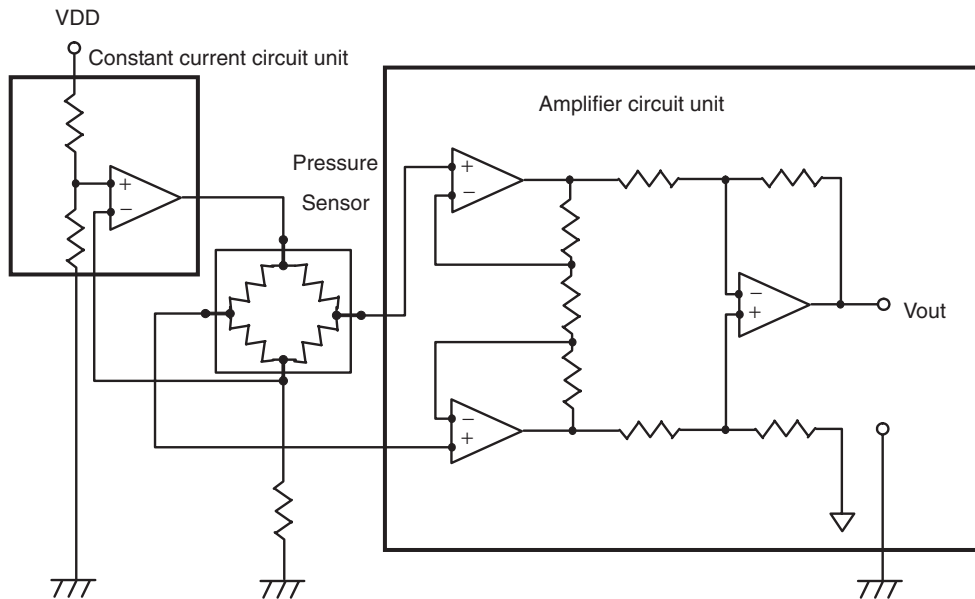 VDD
Constant current circuit unit
Amplifier circuit unit
Pressure
Sensor
+
−
+
−
−
+
Vout
−
+